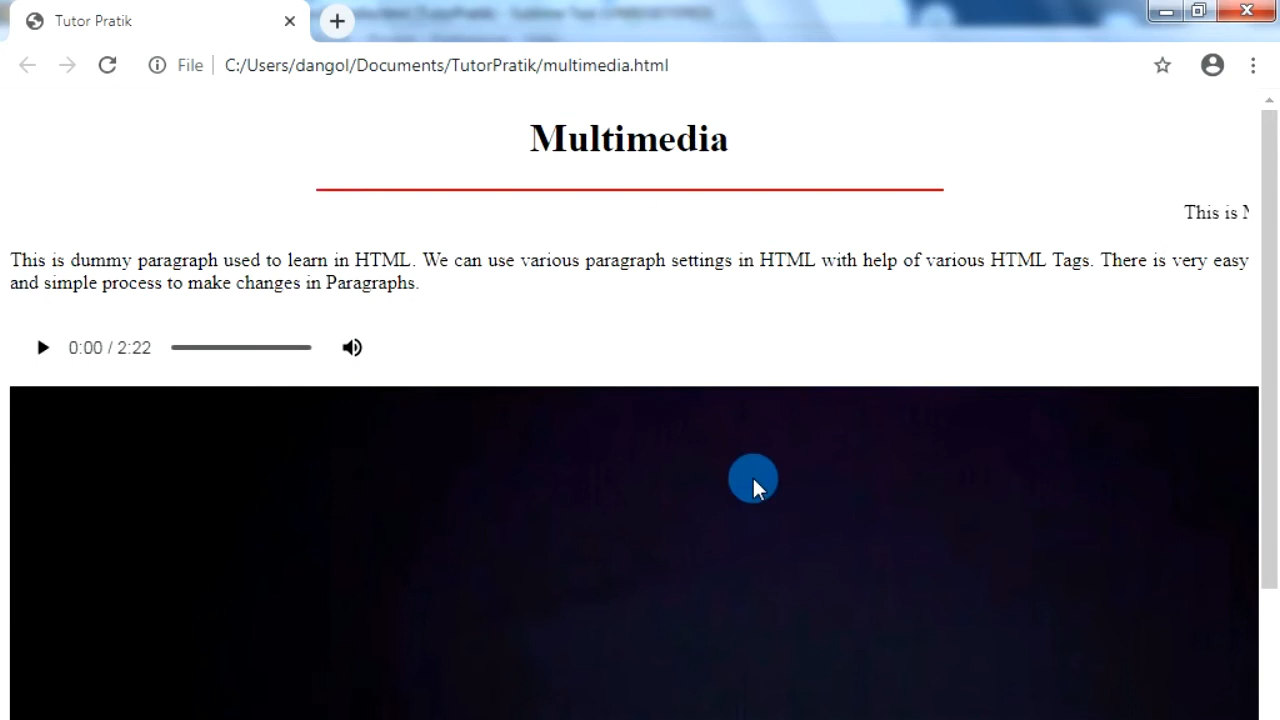 Tutor Pratik
File
C:/Users/dangol/Documents/TutorPratik/multimedia.html
Multimedia
This is
This is dummy paragraph used to learn in HTML. We can use various paragraph settings in HTML with help of various HTML Tags. There is very easy
and simple process to make changes in Paragraphs.
0:00 / 2:22